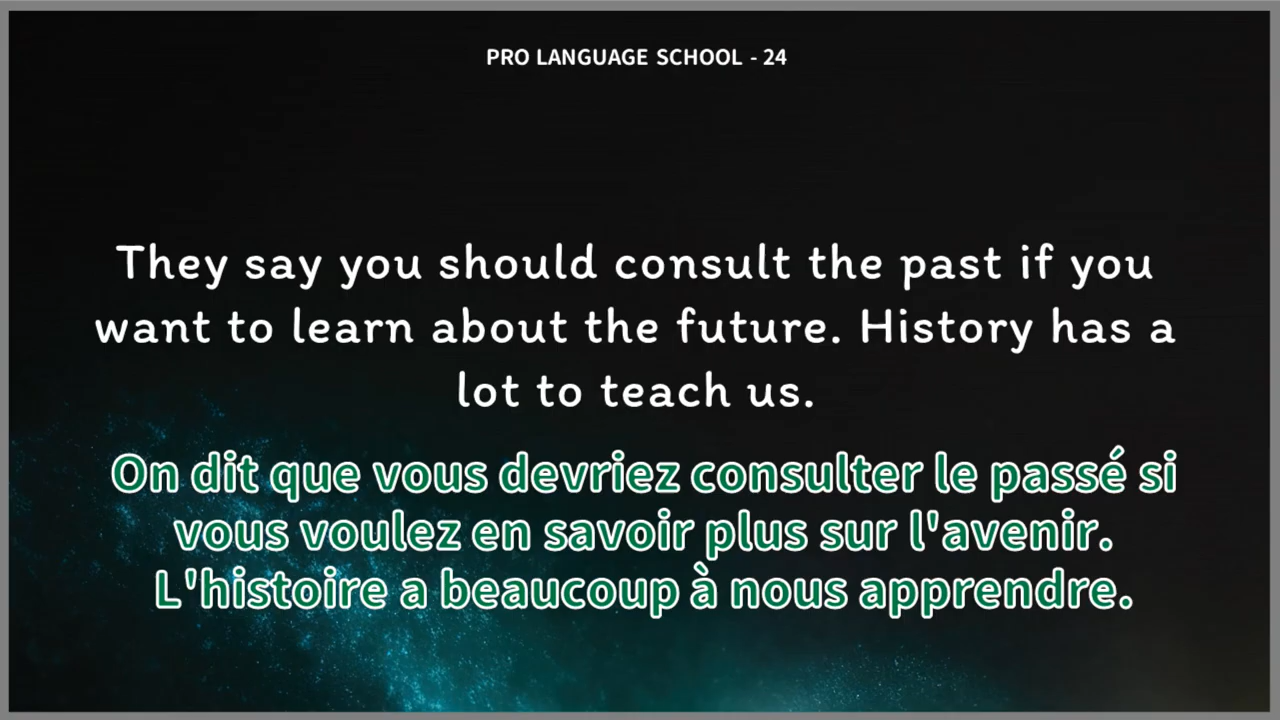 PRO LANGUAGE SCHOOL - 24
They say you should consult the past if you
want to learn about the future. History has a
lot to teach us.
On dit que vous devriez consulter le passé si
vous voulez en savoir plus sur l'avenir.
L'histoire a beaucoup à nous apprendre.